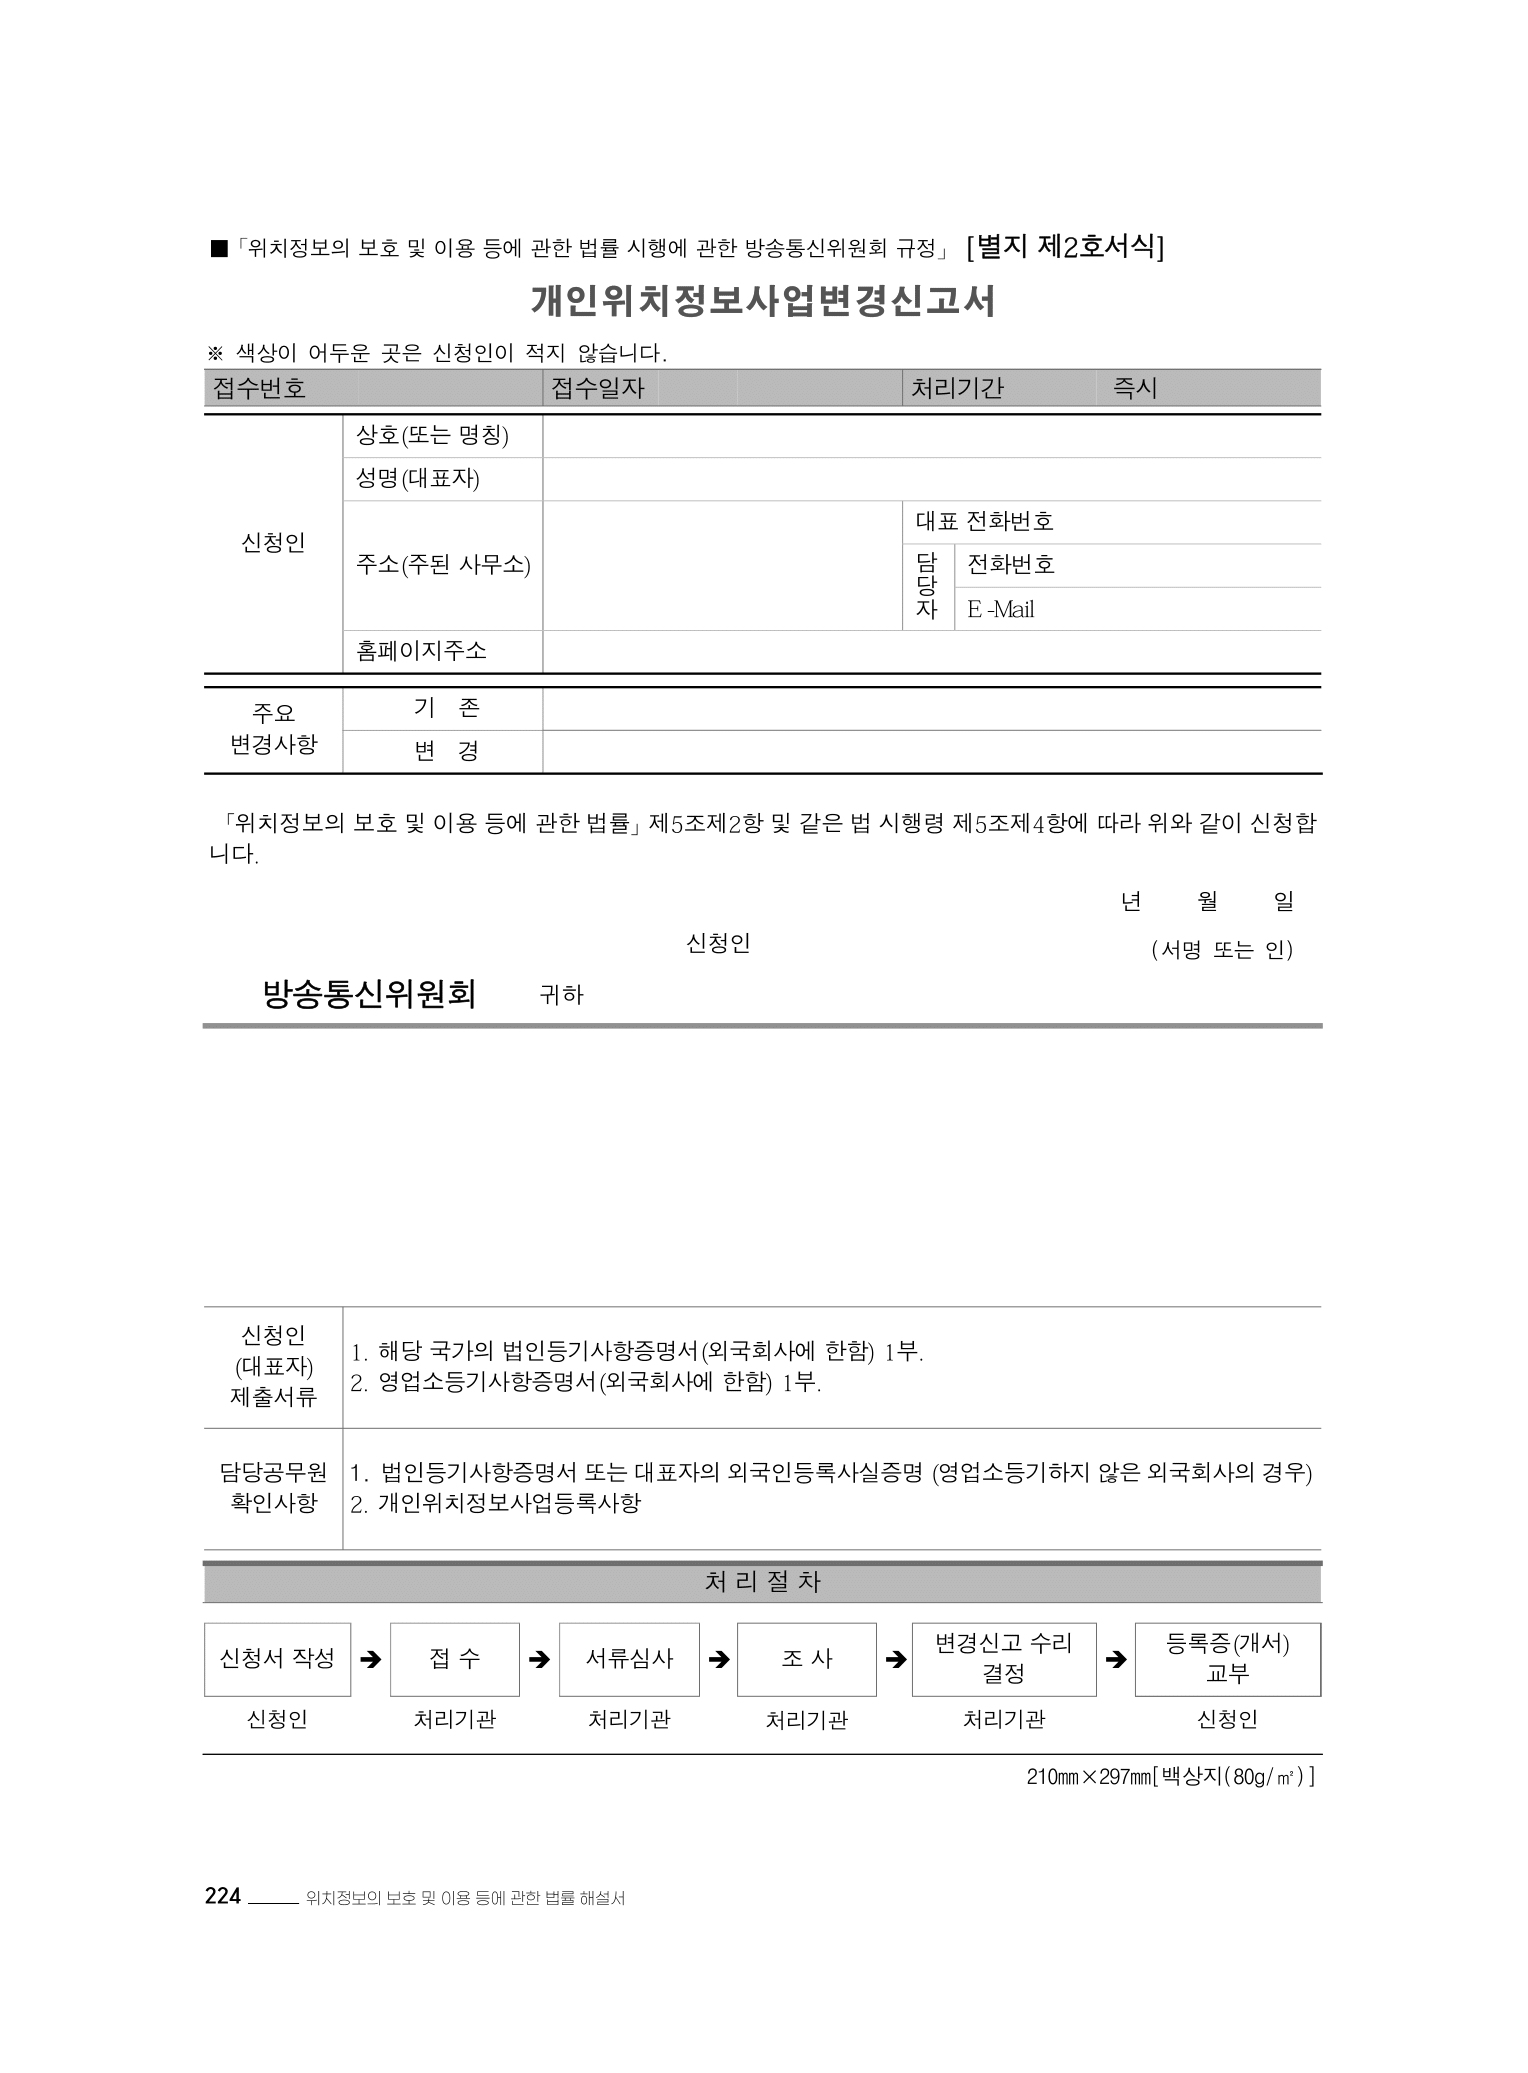 ■「위치정보의 보호 및 이용 등에 관한 법률 시행에 관한 방송통신위원회 규정」 [별지 제2호서식]
개인위치정보사업변경신고서
※ 색상이 어두운 곳은 신청인이 적지 않습니다.
접수번호 접수일자 처리기간 즉시
신청인
상호(또는 명칭)
성명(대표자)
주소(주된 사무소)
대표 전화번호
담당자
전화번호
E-Mail
홈페이지주소
주요
변경사항
기 존
변 경
「위치정보의 보호 및 이용 등에 관한 법률」제5조제2항 및 같은 법 시행령 제5조제4항에 따라 위와 같이 신청합
니다.
년 월 일
신청인 (서명 또는 인)
방송통신위원회 귀하
신청인
(대표자)
제출서류
1. 해당 국가의 법인등기사항증명서(외국회사에 한함) 1부.
2. 영업소등기사항증명서(외국회사에 한함) 1부.
담당공무원
확인사항
1. 법인등기사항증명서 또는 대표자의 외국인등록사실증명 (영업소등기하지 않은 외국회사의 경우)
2. 개인위치정보사업등록사항
처 리 절 차
신청서 작성 ➔ 접 수 ➔ 서류심사 ➔ 조 사 ➔ 변경신고 수리 결정 ➔ 등록증(개서) 교부
신청인 처리기관 처리기관 처리기관 처리기관 신청인
210㎜×297㎜[백상지(80g/㎡)]
224 위치정보의 보호 및 이용 등에 관한 법률 해설서